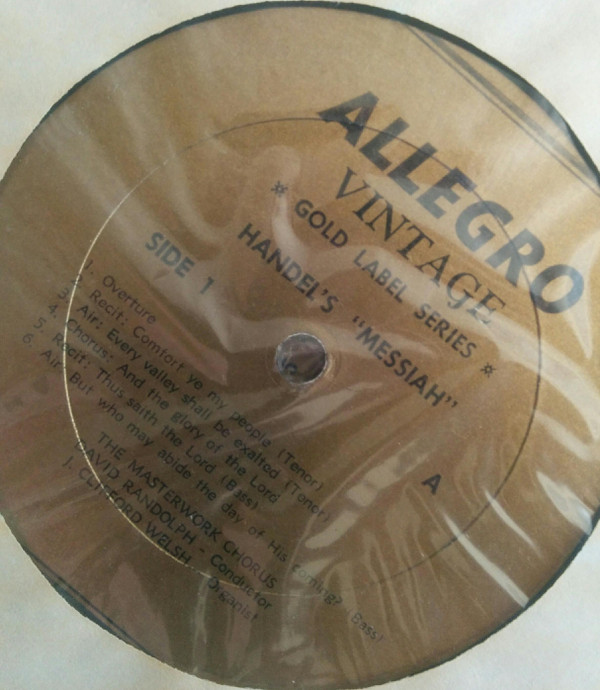 ALLEGRO
VINTAGE
* GOLD LABEL SERIES *
HANDEL'S "MESSIAH"
SIDE 1
A
1. Overture
2. Recit: Comfort ye my people (Tenor)
3. Air: Every valley shall be exalted (Tenor)
4. Chorus: And the glory of the Lord
5. Recit: Thus saith the Lord (Bass)
6. Air: But who may abide the day of His coming? (Bass)
THE MASTERWORK CHORUS
DAVID RANDOLPH - Conductor
J. CLIFFORD WELSH Organist